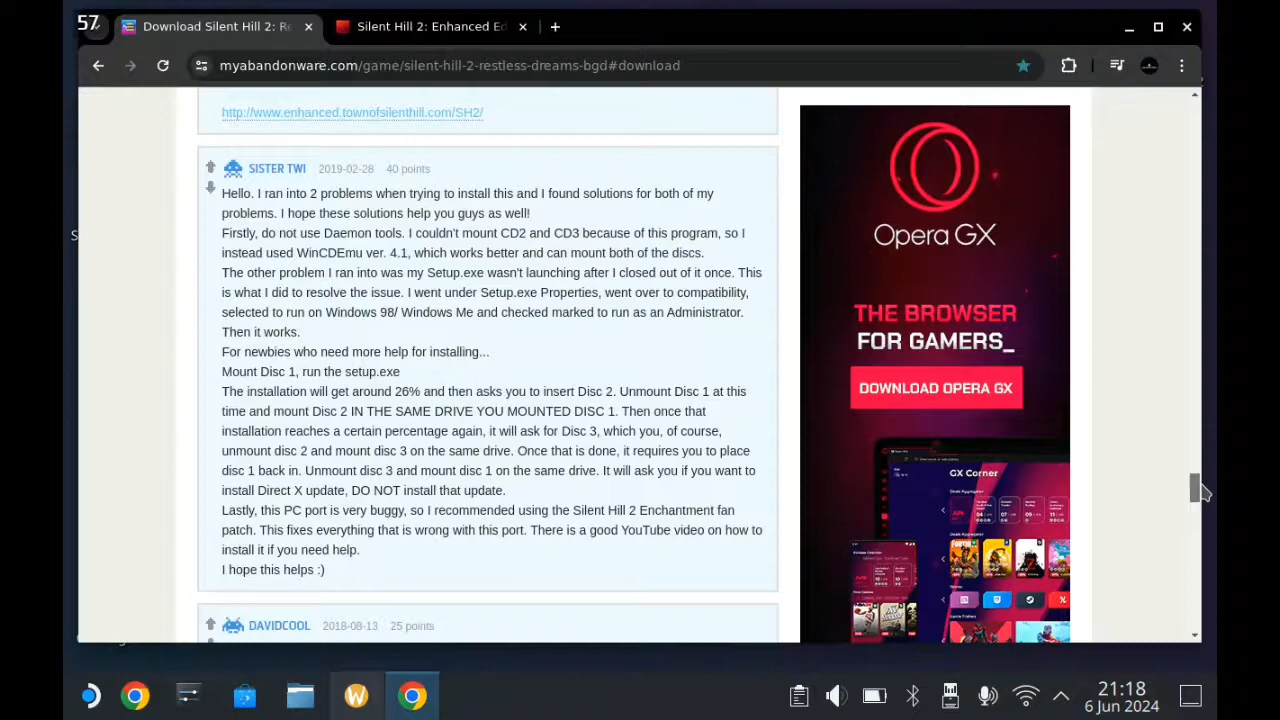 57
Download Silent Hill 2: Re
Silent Hill 2: Enhanced Ed
myabandonware.com/game/silent-hill-2-restless-dreams-bgd#download
http://www.enhanced.townofsilenthill.com/SH2/
SISTER TWI 2019-02-28 40 points
Hello. I ran into 2 problems when trying to install this and I found solutions for both of my
problems. I hope these solutions help you guys as well!
Firstly, do not use Daemon tools. I couldn't mount CD2 and CD3 because of this program, so I
instead used WinCDEmu ver. 4.1, which works better and can mount both of the discs.
The other problem I ran into was my Setup.exe wasn't launching after I closed out of it once. This
is what I did to resolve the issue. I went under Setup.exe Properties, went over to compatibility,
selected to run on Windows 98/ Windows Me and checked marked to run as an Administrator.
Then it works.
For newbies who need more help for installing...
Mount Disc 1, run the setup.exe
The installation will get around 26% and then asks you to insert Disc 2. Unmount Disc 1 at this
time and mount Disc 2 IN THE SAME DRIVE YOU MOUNTED DISC 1. Then once that
installation reaches a certain percentage again, it will ask for Disc 3, which you, of course,
unmount disc 2 and mount disc 3 on the same drive. Once that is done, it requires you to place
disc 1 back in. Unmount disc 3 and mount disc 1 on the same drive. It will ask you if you want to
install Direct X update, DO NOT install that update.
Lastly, this PC port is very buggy, so I recommended using the Silent Hill 2 Enchantment fan
patch. That fixes everything that is wrong with this port. There is a good YouTube video on how to
install it if you need help.
I hope this helps :)
DAVIDCOOL 2018-08-13 25 points
Opera GX
THE BROWSER
FOR GAMERS_
DOWNLOAD OPERA GX
GX Corner
S
W
21:18
6 Jun 2024